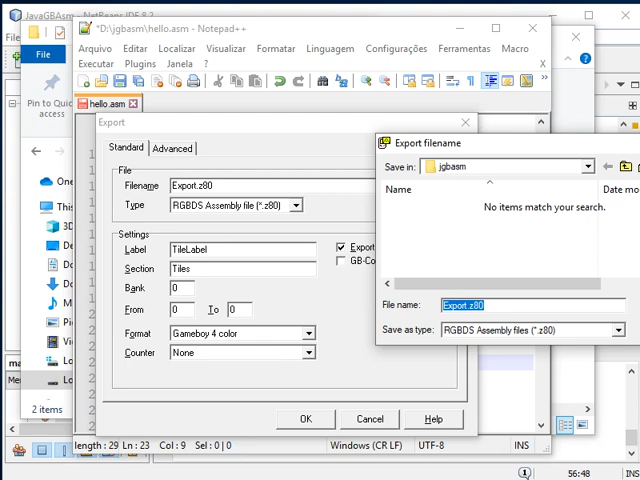 JavaGBAsm - NetBeans IDE 8.2
*D:\jgbasm\hello.asm - Notepad++
File
Arquivo Editar Localizar Visualizar Formatar Linguagem Configurações Ferramentas Macro
Executar Plugins Janela ?
X
hello.asm
Pin to Quick
access
Export
Standard Advanced
File
Filename Export.z80
Type RGBDS Assembly file (*.z80)
Settings
Label TileLabel
Section Tiles
Bank 0
From 0 To 0
Format Gameboy 4 color
Counter None
Export
GB-Co
OK Cancel Help
Export filename
Save in: jgbasm
Name Date mo
No items match your search.
File name: Export.z80
Save as type: RGBDS Assembly files (*.z80)
One
This
3D
De
Do
Do
M
Pi
Vi
Lo
Lo
2 items
length : 29 Ln : 23 Col : 9 Sel : 0 | 0 Windows (CR LF) UTF-8 INS
56:48 INS